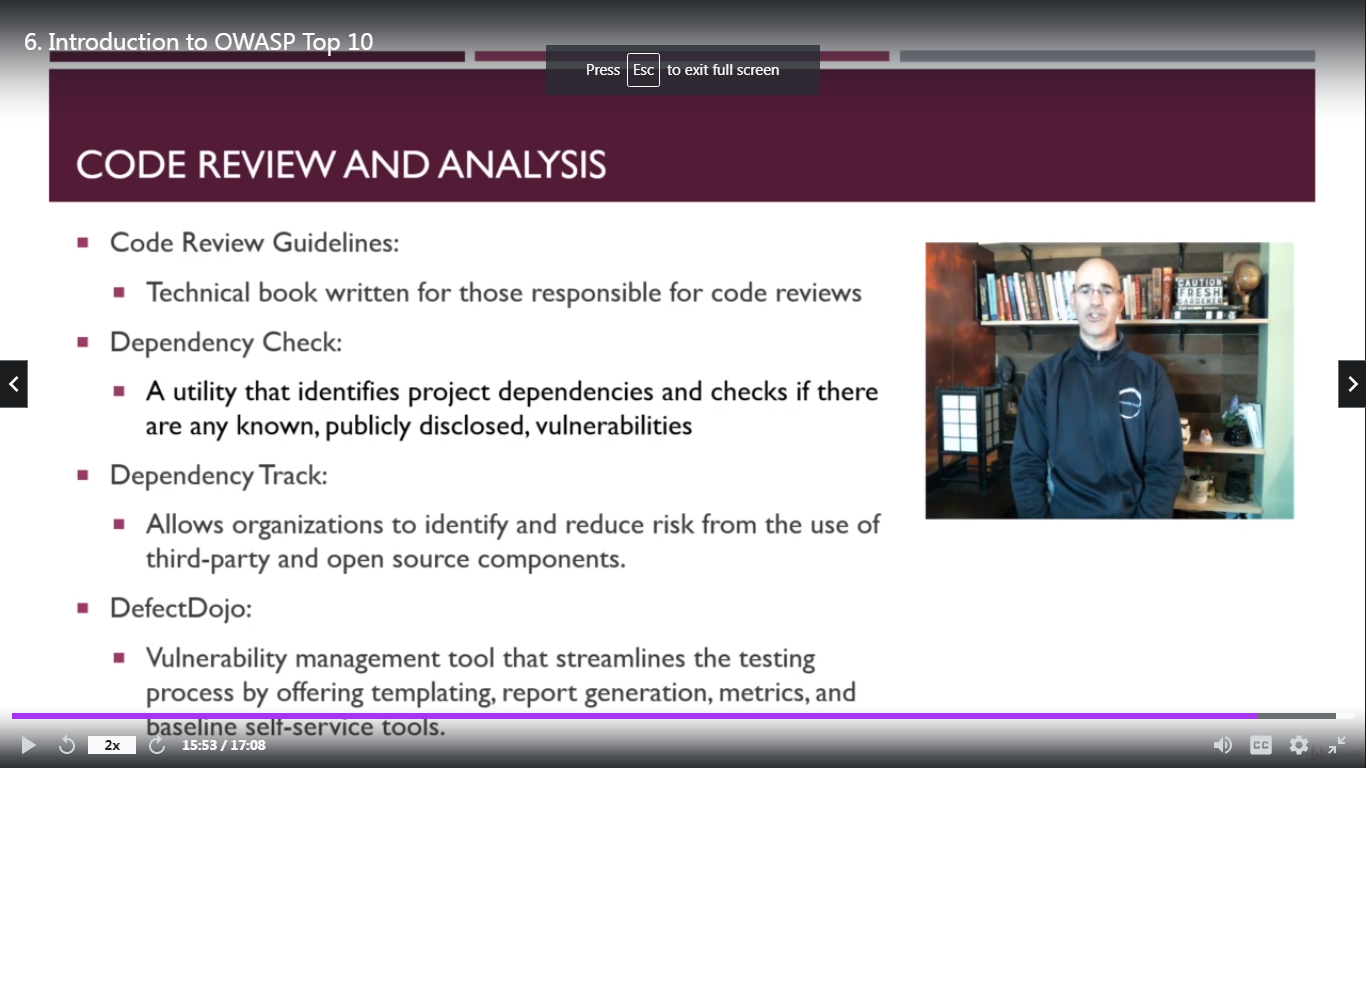 6. Introduction to OWASP Top 10
Press Esc to exit full screen
CODE REVIEW AND ANALYSIS
Code Review Guidelines:
Technical book written for those responsible for code reviews
Dependency Check:
A utility that identifies project dependencies and checks if there
are any known, publicly disclosed, vulnerabilities
Dependency Track:
Allows organizations to identify and reduce risk from the use of
third-party and open source components.
DefectDojo:
Vulnerability management tool that streamlines the testing
process by offering templating, report generation, metrics, and
baseline self-service tools.
CAUTION
FRESH
GARDENER
2x
15:53 / 17:08
CC